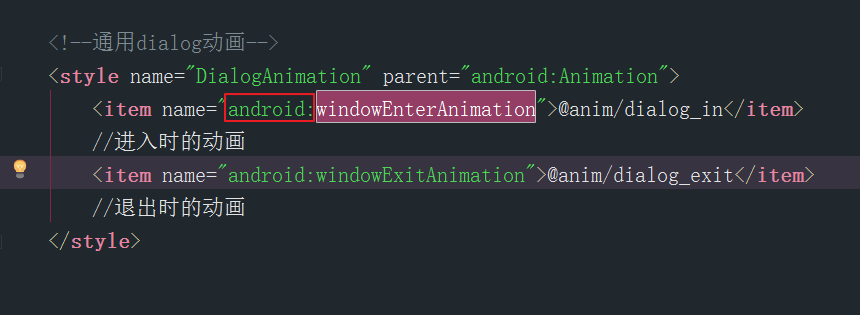 <!--通用dialog动画-->
<style name="DialogAnimation" parent="android:Animation">
<item name="android:windowEnterAnimation">@anim/dialog_in</item>
//进入时的动画
<item name="android:windowExitAnimation">@anim/dialog_exit</item>
//退出时的动画
</style>